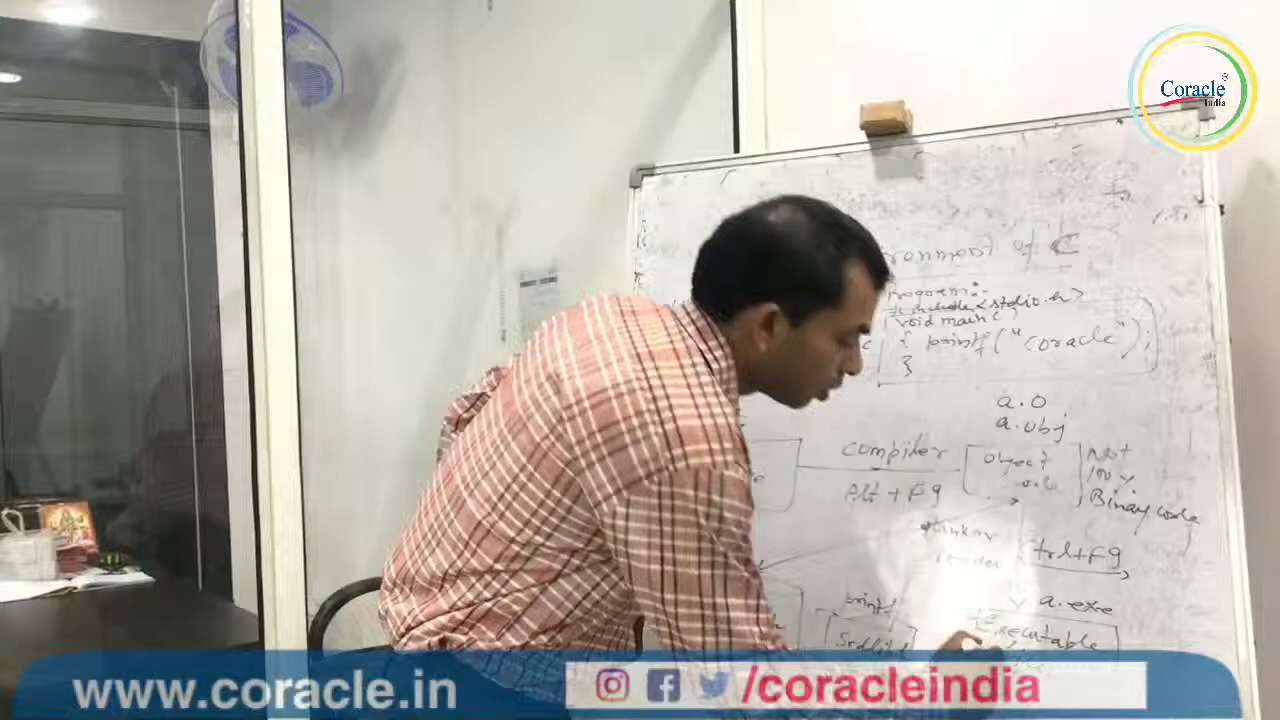 Coracle
India
ronment of C
Program:-
#include <stdio.h>
void main()
c { printf("coracle");
}
a.o
a.obj
compiler
Object
Not
100%
Binary code
Alt + F9
Linker
Loader
Ctrl+F9
a.exe
printf
Executable
www.coracle.in
/coracleindia